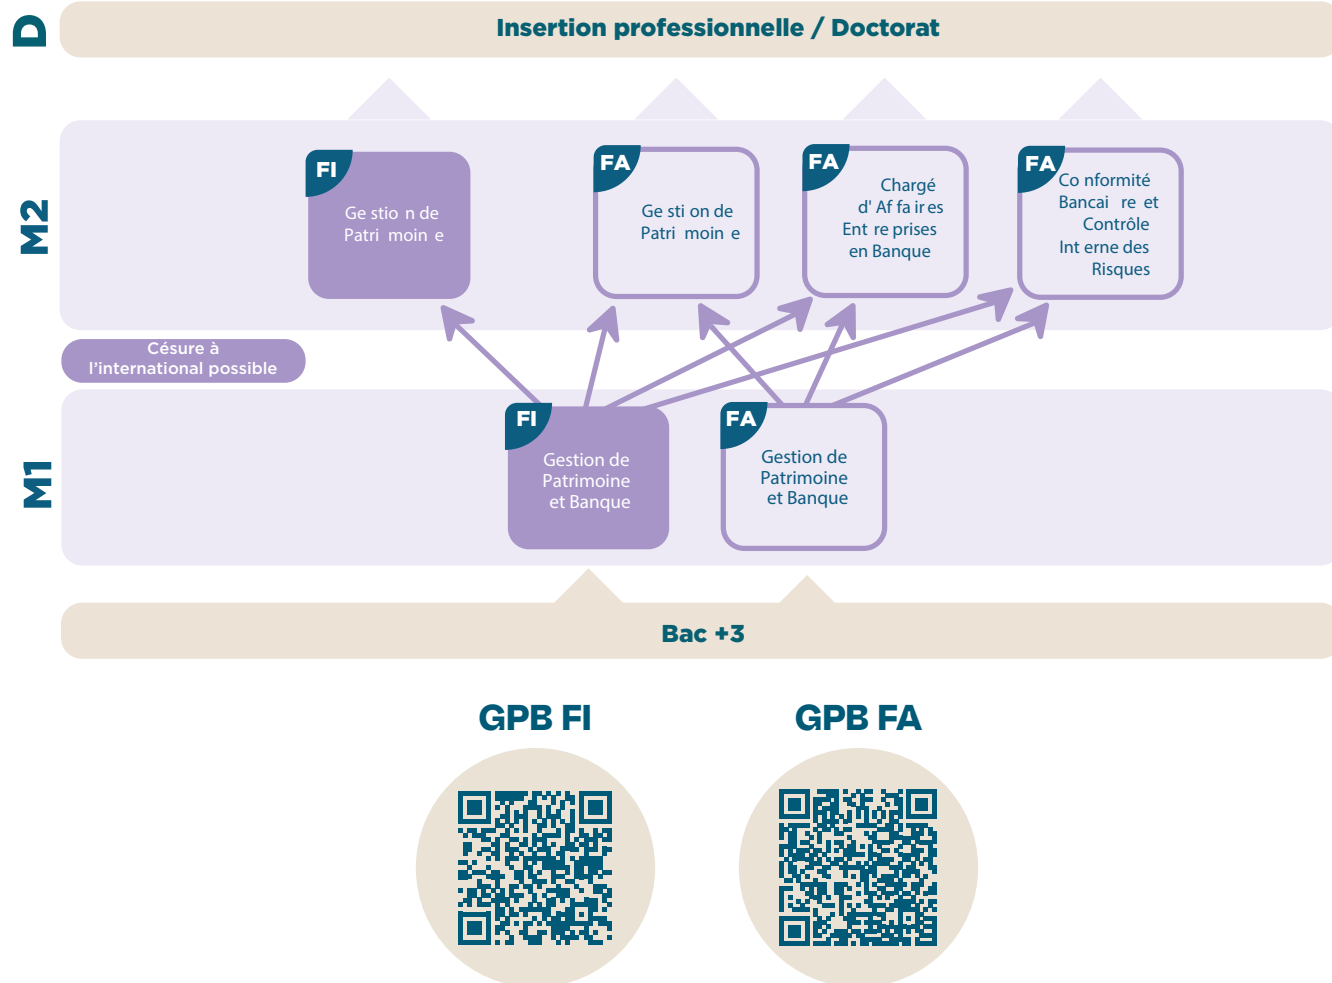 D
Insertion professionnelle / Doctorat
M2
FI
Ge stio n de
Patri moin e
FA
Ge sti on de
Patri moin e
FA
Chargé
d' Af fa ir es
Ent re prises
en Banque
FA
Co nformité
Bancai re et
Contrôle
Int erne des
Risques
Césure à
l'international possible
M1
FI
Gestion de
Patrimoine
et Banque
FA
Gestion de
Patrimoine
et Banque
Bac +3
GPB FI
GPB FA